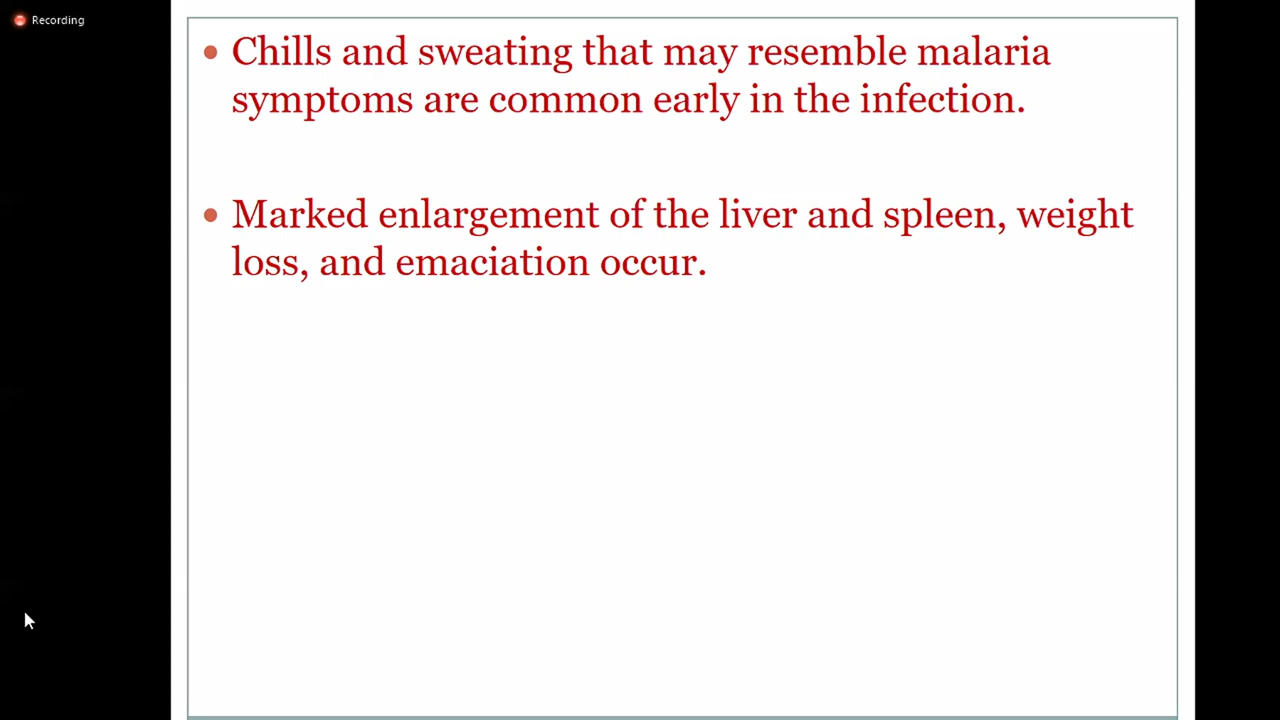 Recording
• Chills and sweating that may resemble malaria
symptoms are common early in the infection.
• Marked enlargement of the liver and spleen, weight
loss, and emaciation occur.